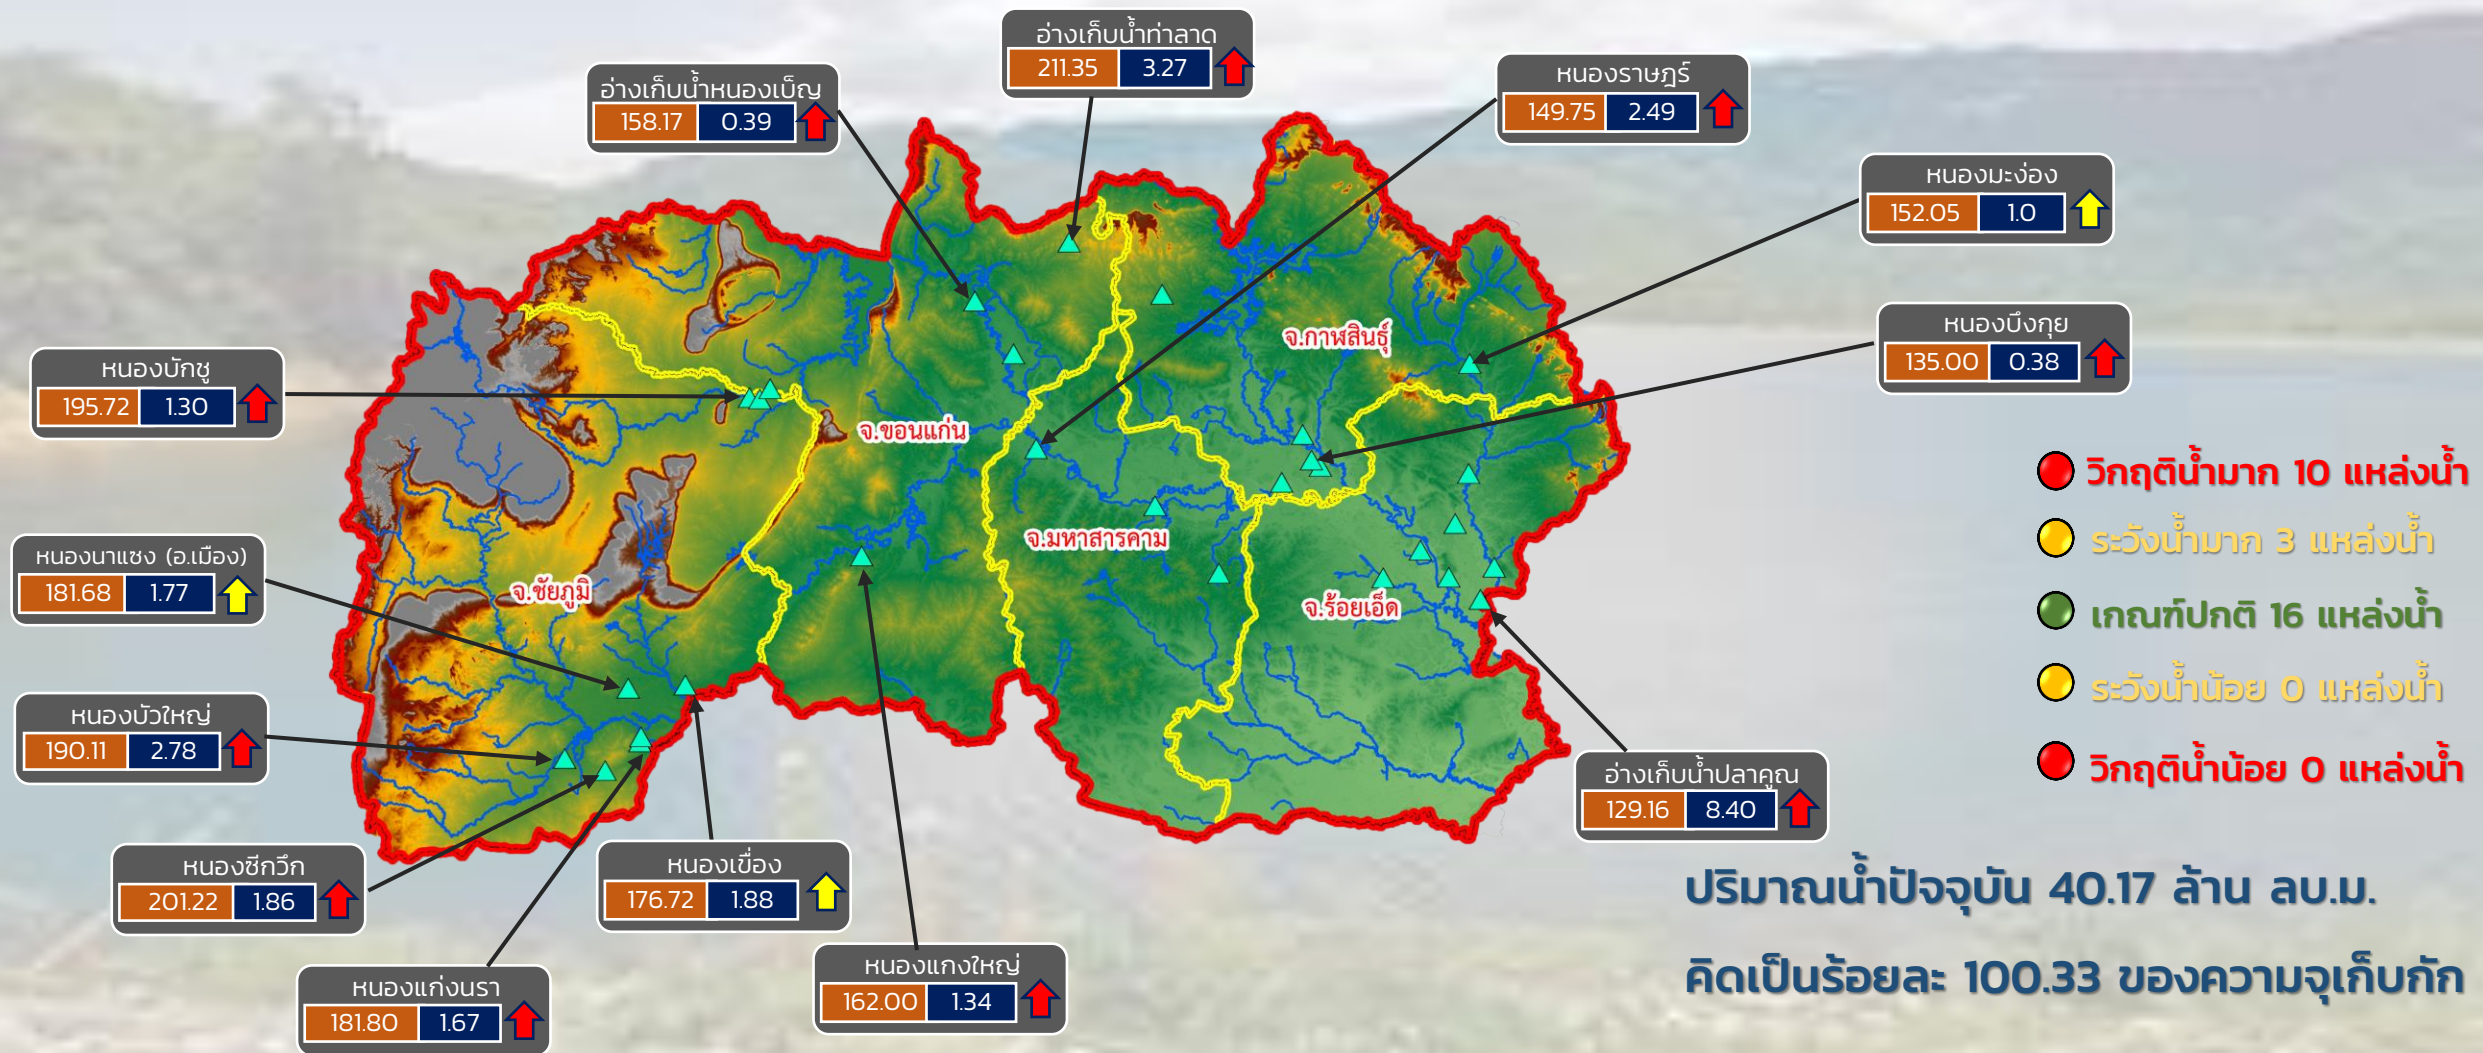 อ่างเก็บน้ำท่าลาด
211.35 3.27
อ่างเก็บน้ำหนองเบ็ญ
158.17 0.39
หนองราษฎร์
149.75 2.49
หนองมะง่อง
152.05 1.0
หนองบึงกุย
135.00 0.38
หนองบักซู
195.72 1.30
จ.กาฬสินธุ์
จ.ขอนแก่น
จ.มหาสารคาม
จ.ชัยภูมิ
จ.ร้อยเอ็ด
วิกฤติน้ำมาก 10 แหล่งน้ำ
ระวังน้ำมาก 3 แหล่งน้ำ
เกณฑ์ปกติ 16 แหล่งน้ำ
ระวังน้ำน้อย 0 แหล่งน้ำ
วิกฤติน้ำน้อย 0 แหล่งน้ำ
หนองนาแซง (อ.เมือง)
181.68 1.77
หนองบัวใหญ่
190.11 2.78
อ่างเก็บน้ำปลาคูณ
129.16 8.40
หนองซีกวึก
201.22 1.86
หนองเขื่อง
176.72 1.88
หนองแก่งนรา
181.80 1.67
หนองแกงใหญ่
162.00 1.34
ปริมาณน้ำปัจจุบัน 40.17 ล้าน ลบ.ม.
คิดเป็นร้อยละ 100.33 ของความจุเก็บกัก